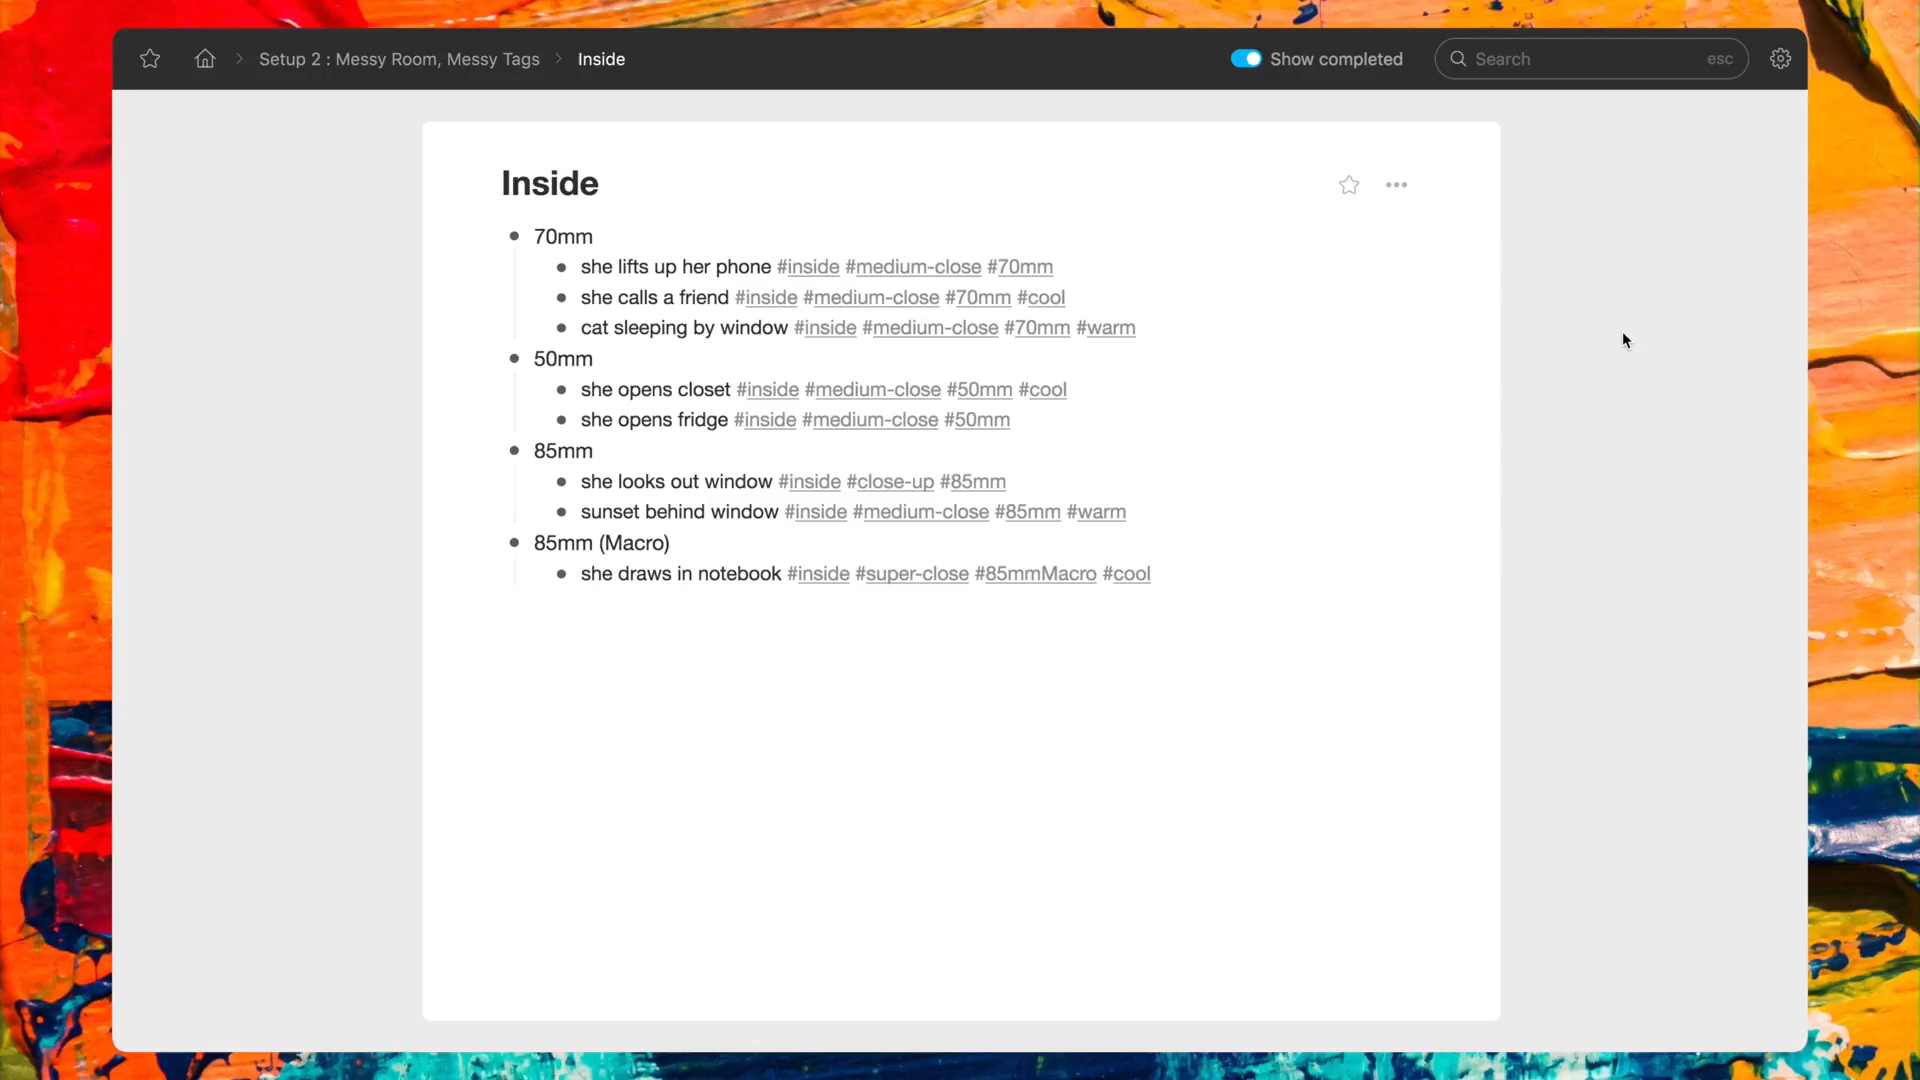 Setup 2 : Messy Room, Messy Tags > Inside
Show completed
Search
esc
Inside
70mm
she lifts up her phone #inside #medium-close #70mm
she calls a friend #inside #medium-close #70mm #cool
cat sleeping by window #inside #medium-close #70mm #warm
50mm
she opens closet #inside #medium-close #50mm #cool
she opens fridge #inside #medium-close #50mm
85mm
she looks out window #inside #close-up #85mm
sunset behind window #inside #medium-close #85mm #warm
85mm (Macro)
she draws in notebook #inside #super-close #85mmMacro #cool